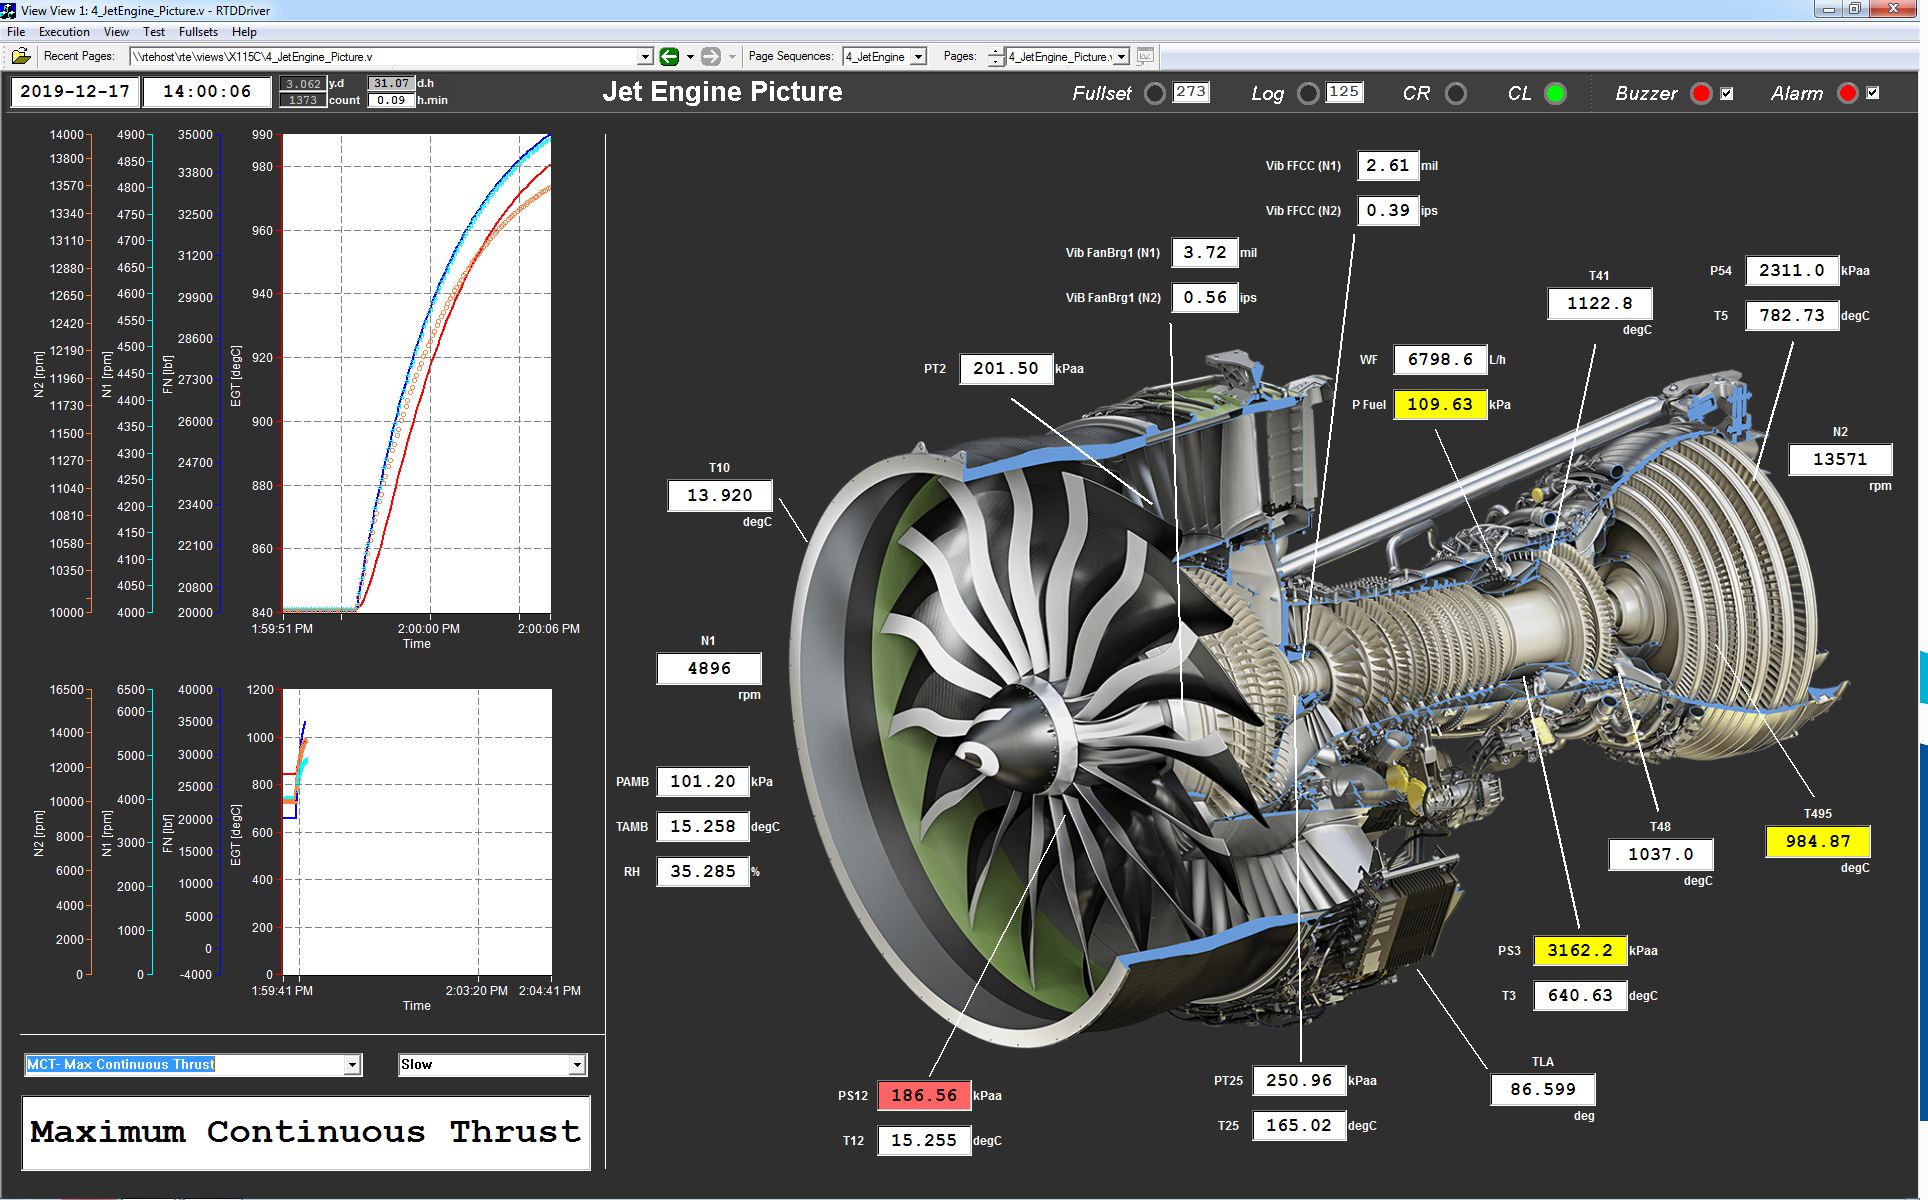 View View 1: 4_JetEngine_Picture.v - RTDDriver
File Execution View Test Fullsets Help
Recent Pages: \\rtehost\rte\views\X115C\4_JetEngine_Picture.v Page Sequences: 4_JetEngine Pages: 4_JetEngine_Picture.v
2019-12-17 14:00:06 3.062 y.d 31.07 d.h
1373 count 0.09 h.min
Jet Engine Picture
Fullset 273 Log 125 CR CL Buzzer Alarm
14000 4900 35000 990
13800 4850 33800 980
13570 4800 32500 960
13340 4750 31200 940
13110 4700 29900 920
12880 4650 28600 900
12650 4600 27300 880
12420 4550 26000 860
12190 4500 24700 840
11960 4450 23400
11730 4400 22100
11500 4350 20800
11270 4300 20000
11040 4250
10810 4200
10580 4150
10350 4100
10000 4050
4000
N2 [rpm] N1 [rpm] FN [lbf] EGT [degC]
1:59:51 PM 2:00:00 PM 2:00:06 PM
Time
16500 6500 40000 1200
14000 6000 35000 1000
12000 5000 30000 800
10000 4000 25000 600
8000 3000 20000 400
6000 2000 15000 200
4000 1000 10000 0
2000 0 5000
0 0
-4000
N2 [rpm] N1 [rpm] FN [lbf] EGT [degC]
1:59:41 PM 2:03:20 PM 2:04:41 PM
Time
MCT- Max Continuous Thrust Slow
Maximum Continuous Thrust
Vib FFCC (N1) 2.61 mil
Vib FFCC (N2) 0.39 ips
Vib FanBrg1 (N1) 3.72 mil
ViB FanBrg1 (N2) 0.56 ips
T41
1122.8
degC
P54 2311.0 kPaa
T5 782.73 degC
PT2 201.50 kPaa
WF 6798.6 L/h
P Fuel 109.63 kPa
N2
13571
rpm
T10
13.920
degC
N1
4896
rpm
PAMB 101.20 kPa
TAMB 15.258 degC
RH 35.285 %
T48
1037.0
degC
T495
984.87
degC
PS3 3162.2 kPaa
T3 640.63 degC
PS12 186.56 kPaa
T12 15.255 degC
PT25 250.96 kPaa
T25 165.02 degC
TLA
86.599
deg